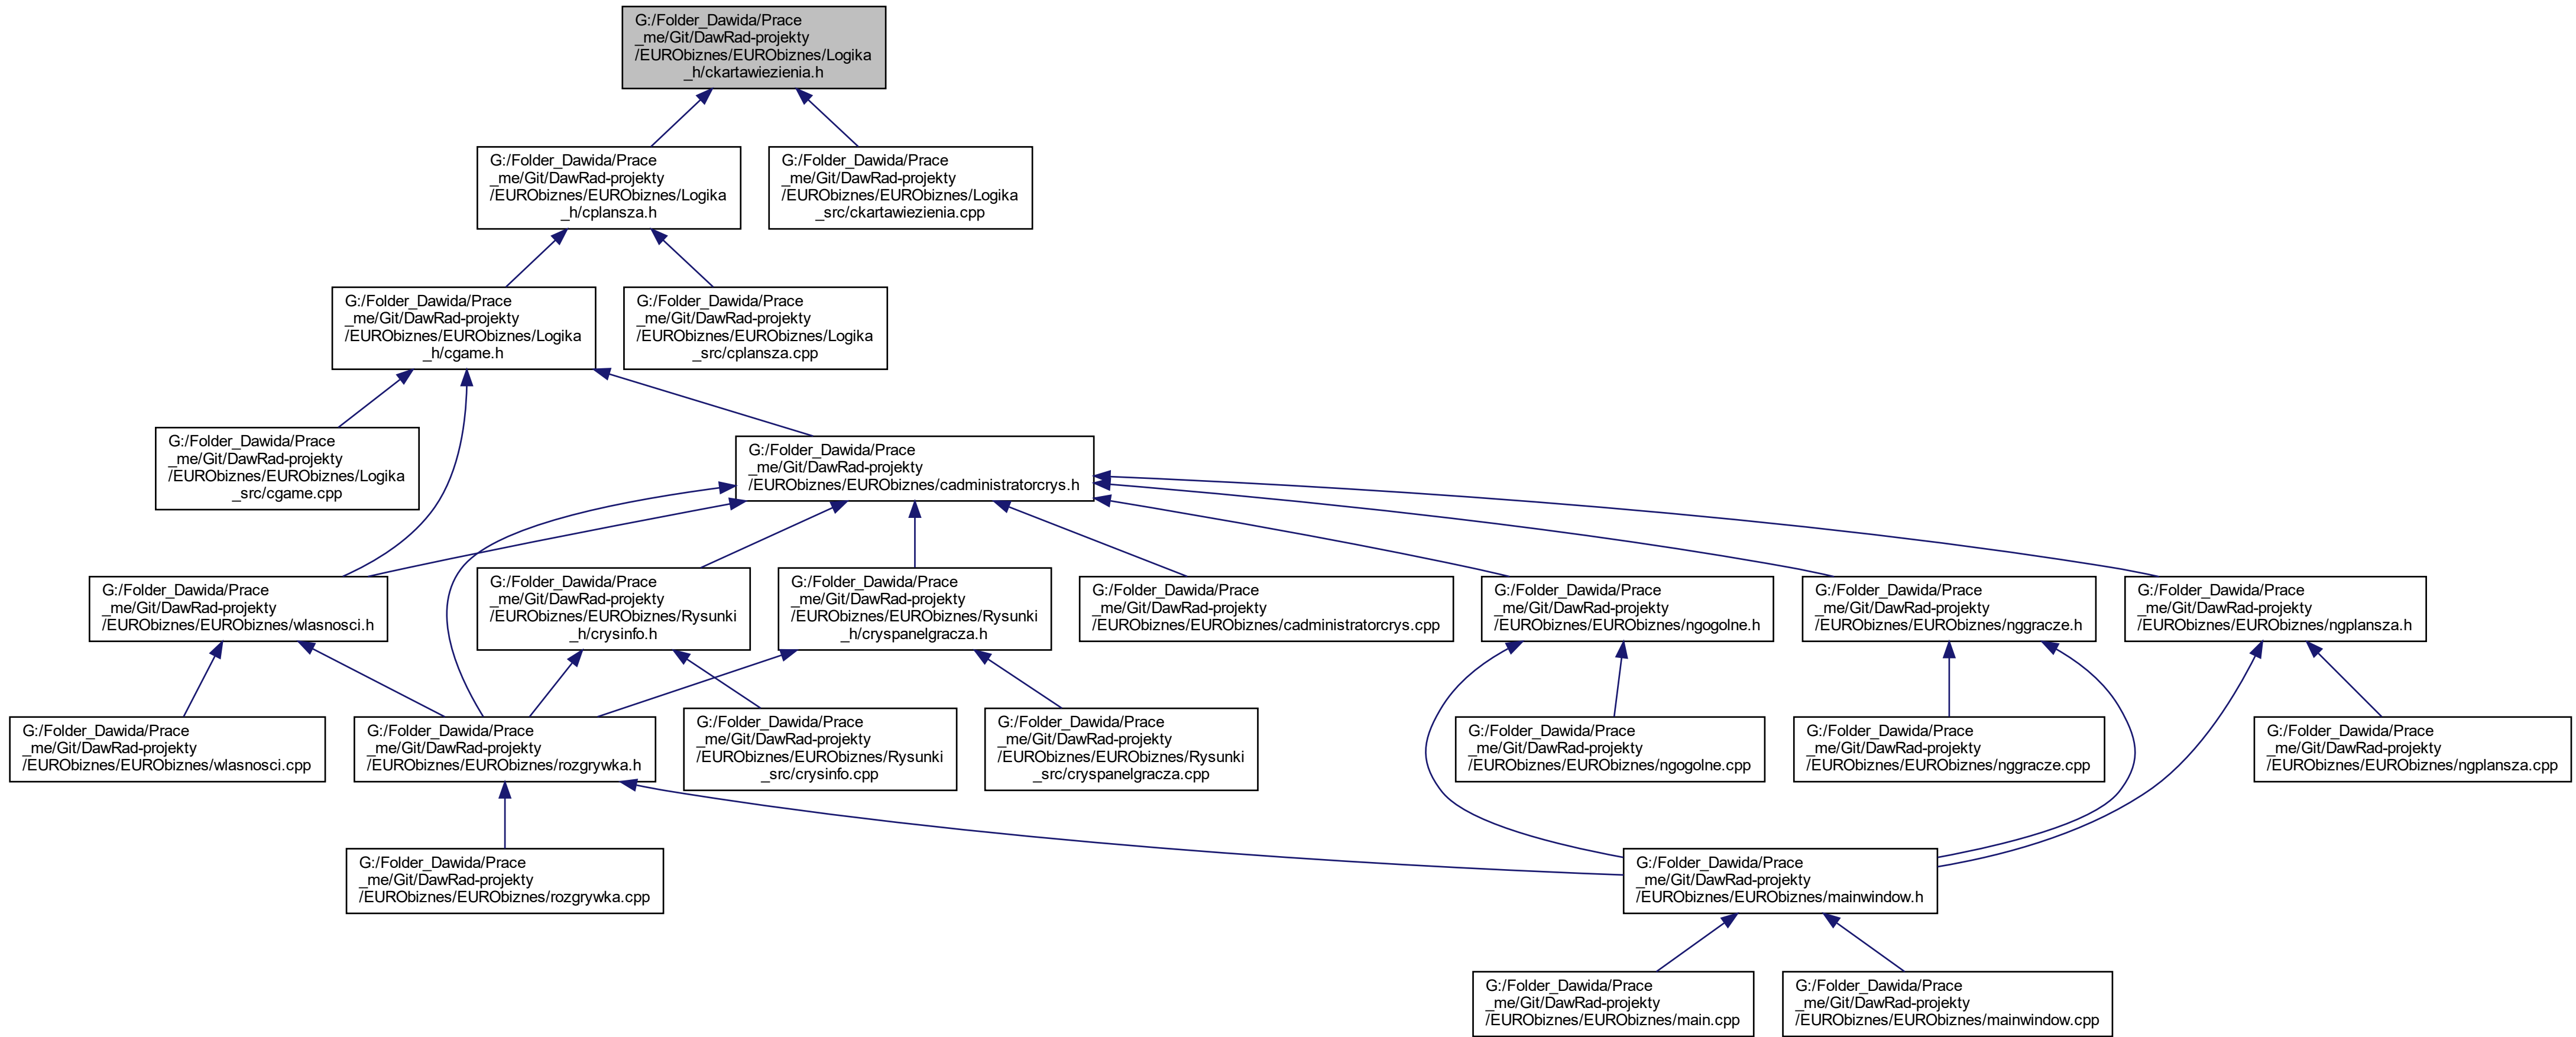 G:/Folder_Dawida/Prace
_me/Git/DawRad-projekty
/EURObiznes/EURObiznes/Logika
_h/ckartawiezienia.h
G:/Folder_Dawida/Prace
_me/Git/DawRad-projekty
/EURObiznes/EURObiznes/Logika
_h/cplansza.h
G:/Folder_Dawida/Prace
_me/Git/DawRad-projekty
/EURObiznes/EURObiznes/Logika
_src/ckartawiezienia.cpp
G:/Folder_Dawida/Prace
_me/Git/DawRad-projekty
/EURObiznes/EURObiznes/Logika
_h/cgame.h
G:/Folder_Dawida/Prace
_me/Git/DawRad-projekty
/EURObiznes/EURObiznes/Logika
_src/cplansza.cpp
G:/Folder_Dawida/Prace
_me/Git/DawRad-projekty
/EURObiznes/EURObiznes/Logika
_src/cgame.cpp
G:/Folder_Dawida/Prace
_me/Git/DawRad-projekty
/EURObiznes/EURObiznes/cadministratorcrys.h
G:/Folder_Dawida/Prace
_me/Git/DawRad-projekty
/EURObiznes/EURObiznes/wlasnosci.h
G:/Folder_Dawida/Prace
_me/Git/DawRad-projekty
/EURObiznes/EURObiznes/Rysunki
_h/crysinfo.h
G:/Folder_Dawida/Prace
_me/Git/DawRad-projekty
/EURObiznes/EURObiznes/Rysunki
_h/cryspanelgracza.h
G:/Folder_Dawida/Prace
_me/Git/DawRad-projekty
/EURObiznes/EURObiznes/cadministratorcrys.cpp
G:/Folder_Dawida/Prace
_me/Git/DawRad-projekty
/EURObiznes/EURObiznes/ngogolne.h
G:/Folder_Dawida/Prace
_me/Git/DawRad-projekty
/EURObiznes/EURObiznes/nggracze.h
G:/Folder_Dawida/Prace
_me/Git/DawRad-projekty
/EURObiznes/EURObiznes/ngplansza.h
G:/Folder_Dawida/Prace
_me/Git/DawRad-projekty
/EURObiznes/EURObiznes/wlasnosci.cpp
G:/Folder_Dawida/Prace
_me/Git/DawRad-projekty
/EURObiznes/EURObiznes/rozgrywka.h
G:/Folder_Dawida/Prace
_me/Git/DawRad-projekty
/EURObiznes/EURObiznes/Rysunki
_src/crysinfo.cpp
G:/Folder_Dawida/Prace
_me/Git/DawRad-projekty
/EURObiznes/EURObiznes/Rysunki
_src/cryspanelgracza.cpp
G:/Folder_Dawida/Prace
_me/Git/DawRad-projekty
/EURObiznes/EURObiznes/ngogolne.cpp
G:/Folder_Dawida/Prace
_me/Git/DawRad-projekty
/EURObiznes/EURObiznes/nggracze.cpp
G:/Folder_Dawida/Prace
_me/Git/DawRad-projekty
/EURObiznes/EURObiznes/ngplansza.cpp
G:/Folder_Dawida/Prace
_me/Git/DawRad-projekty
/EURObiznes/EURObiznes/rozgrywka.cpp
G:/Folder_Dawida/Prace
_me/Git/DawRad-projekty
/EURObiznes/EURObiznes/mainwindow.h
G:/Folder_Dawida/Prace
_me/Git/DawRad-projekty
/EURObiznes/EURObiznes/main.cpp
G:/Folder_Dawida/Prace
_me/Git/DawRad-projekty
/EURObiznes/EURObiznes/mainwindow.cpp